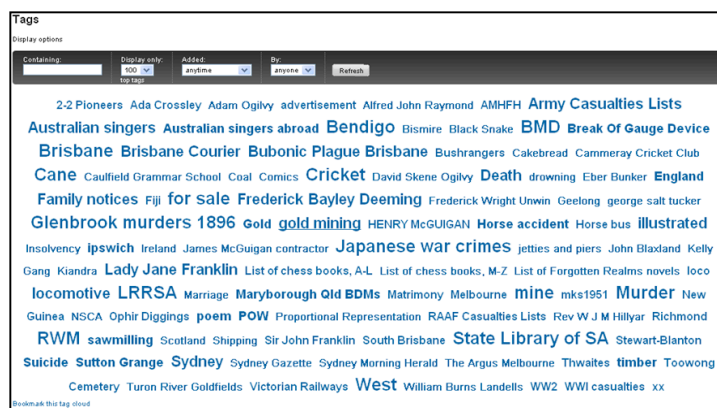 Tags
Display options
Containing: Display only: Added: By:
100 anytime anyone Refresh
top tags
2-2 Pioneers Ada Crossley Adam Ogilvy advertisement Alfred John Raymond AMHFH Army Casualties Lists
Australian singers Australian singers abroad Bendigo Bismire Black Snake BMD Break Of Gauge Device
Brisbane Brisbane Courier Bubonic Plague Brisbane Bushrangers Cakebread Cammeray Cricket Club
Cane Caulfield Grammar School Coal Comics Cricket David Skene Ogilvy Death drowning Eber Bunker England
Family notices Fiji for sale Frederick Bayley Deeming Frederick Wright Unwin Geelong george salt tucker
Glenbrook murders 1896 Gold gold mining HENRY McGUIGAN Horse accident Horse bus illustrated
Insolvency ipswich Ireland James McGuigan contractor Japanese war crimes jetties and piers John Blaxland Kelly
Gang Kiandra Lady Jane Franklin List of chess books, A-L List of chess books, M-Z List of Forgotten Realms novels loco
locomotive LRRSA Marriage Maryborough Qld BDMs Matrimony Melbourne mine mks1951 Murder New
Guinea NSCA Ophir Diggings poem POW Proportional Representation RAAF Casualties Lists Rev W J M Hillyar Richmond
RWM sawmilling Scotland Shipping Sir John Franklin South Brisbane State Library of SA Stewart-Blanton
Suicide Sutton Grange Sydney Sydney Gazette Sydney Morning Herald The Argus Melbourne Thwaites timber Toowong
Cemetery Turon River Goldfields Victorian Railways West William Burns Landells WW2 WWI casualties xx
Bookmark this tag cloud